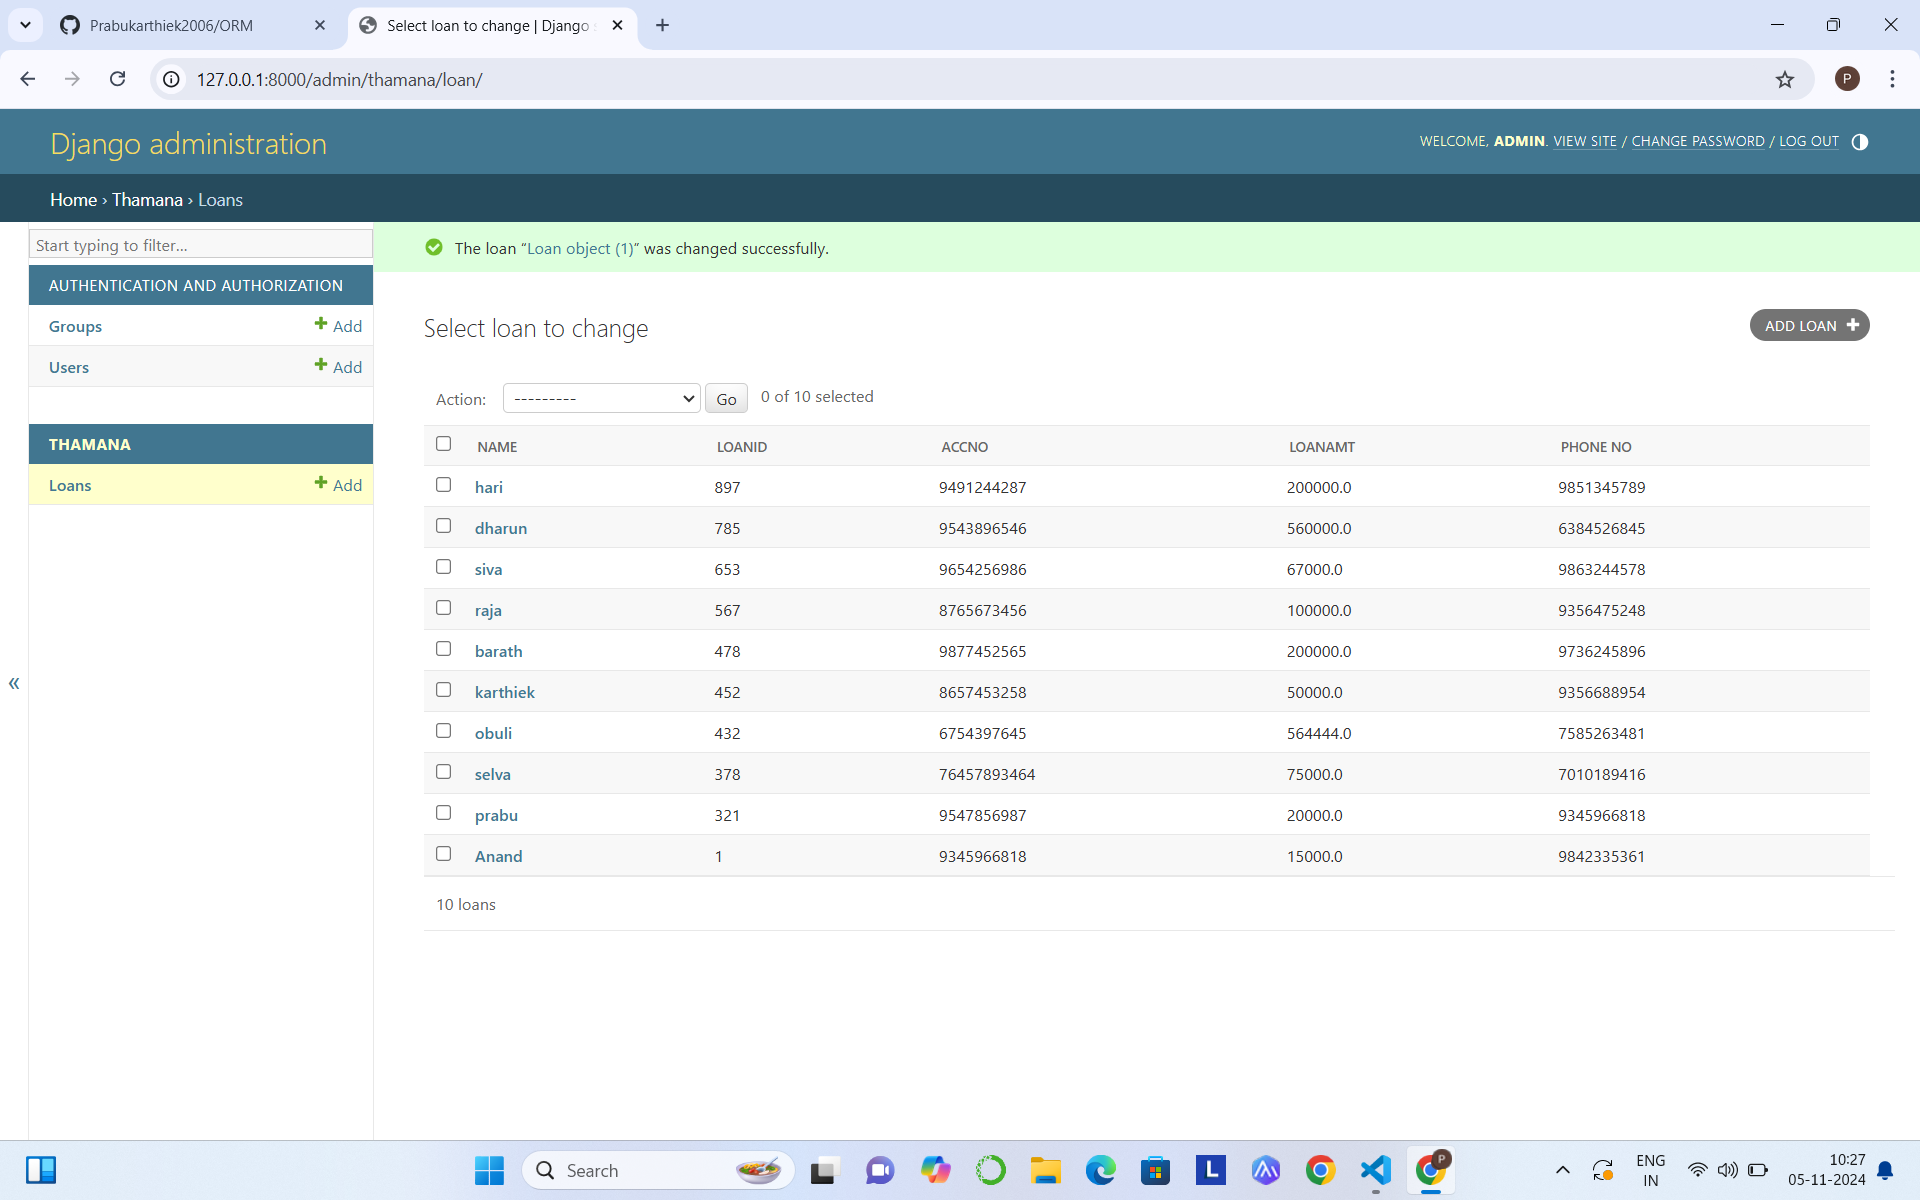 Prabukarthiek2006/ORM
Select loan to change | Django
127.0.0.1:8000/admin/thamana/loan/
P
Django administration
WELCOME, ADMIN. VIEW SITE / CHANGE PASSWORD / LOG OUT
Home › Thamana › Loans
Start typing to filter...
The loan “Loan object (1)” was changed successfully.
AUTHENTICATION AND AUTHORIZATION
Groups Add
Users Add
THAMANA
Loans Add
Select loan to change
ADD LOAN
Action: --------- Go 0 of 10 selected
NAME LOANID ACCNO LOANAMT PHONE NO
hari 897 9491244287 200000.0 9851345789
dharun 785 9543896546 560000.0 6384526845
siva 653 9654256986 67000.0 9863244578
raja 567 8765673456 100000.0 9356475248
barath 478 9877452565 200000.0 9736245896
karthiek 452 8657453258 50000.0 9356688954
obuli 432 6754397645 564444.0 7585263481
selva 378 76457893464 75000.0 7010189416
prabu 321 9547856987 20000.0 9345966818
Anand 1 9345966818 15000.0 9842335361
10 loans
«
Search
L
P
ENG
IN
10:27
05-11-2024